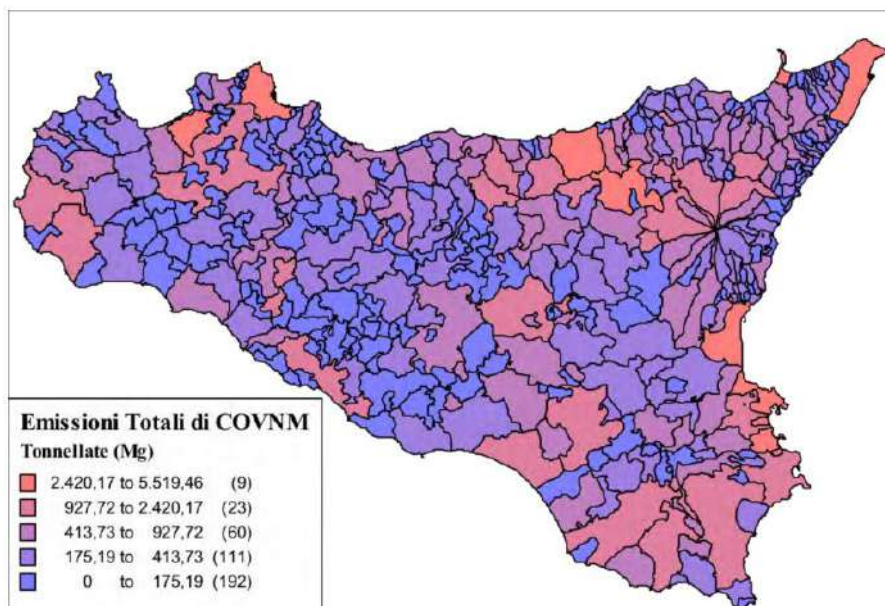 Emissioni Totali di COVNM
Tonnellate (Mg)
2.420,17 to 5.519,46 (9)
927,72 to 2.420,17 (23)
413,73 to 927,72 (60)
175,19 to 413,73 (111)
0 to 175,19 (192)